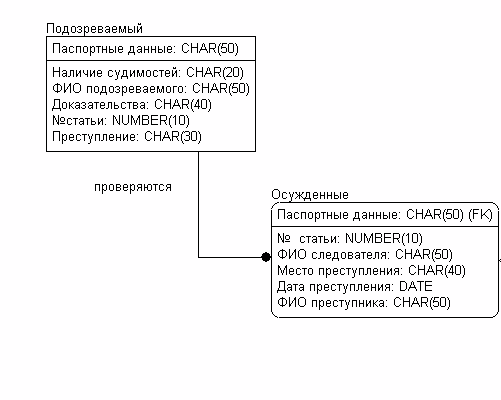 Подозреваемый
Паспортные данные: CHAR(50)
Наличие судимостей: CHAR(20)
ФИО подозреваемого: CHAR(50)
Доказательства: CHAR(40)
№статьи: NUMBER(10)
Преступление: CHAR(30)
проверяются
Осужденные
Паспортные данные: CHAR(50) (FK)
№ статьи: NUMBER(10)
ФИО следователя: CHAR(50)
Место преступления: CHAR(40)
Дата преступления: DATE
ФИО преступника: CHAR(50)